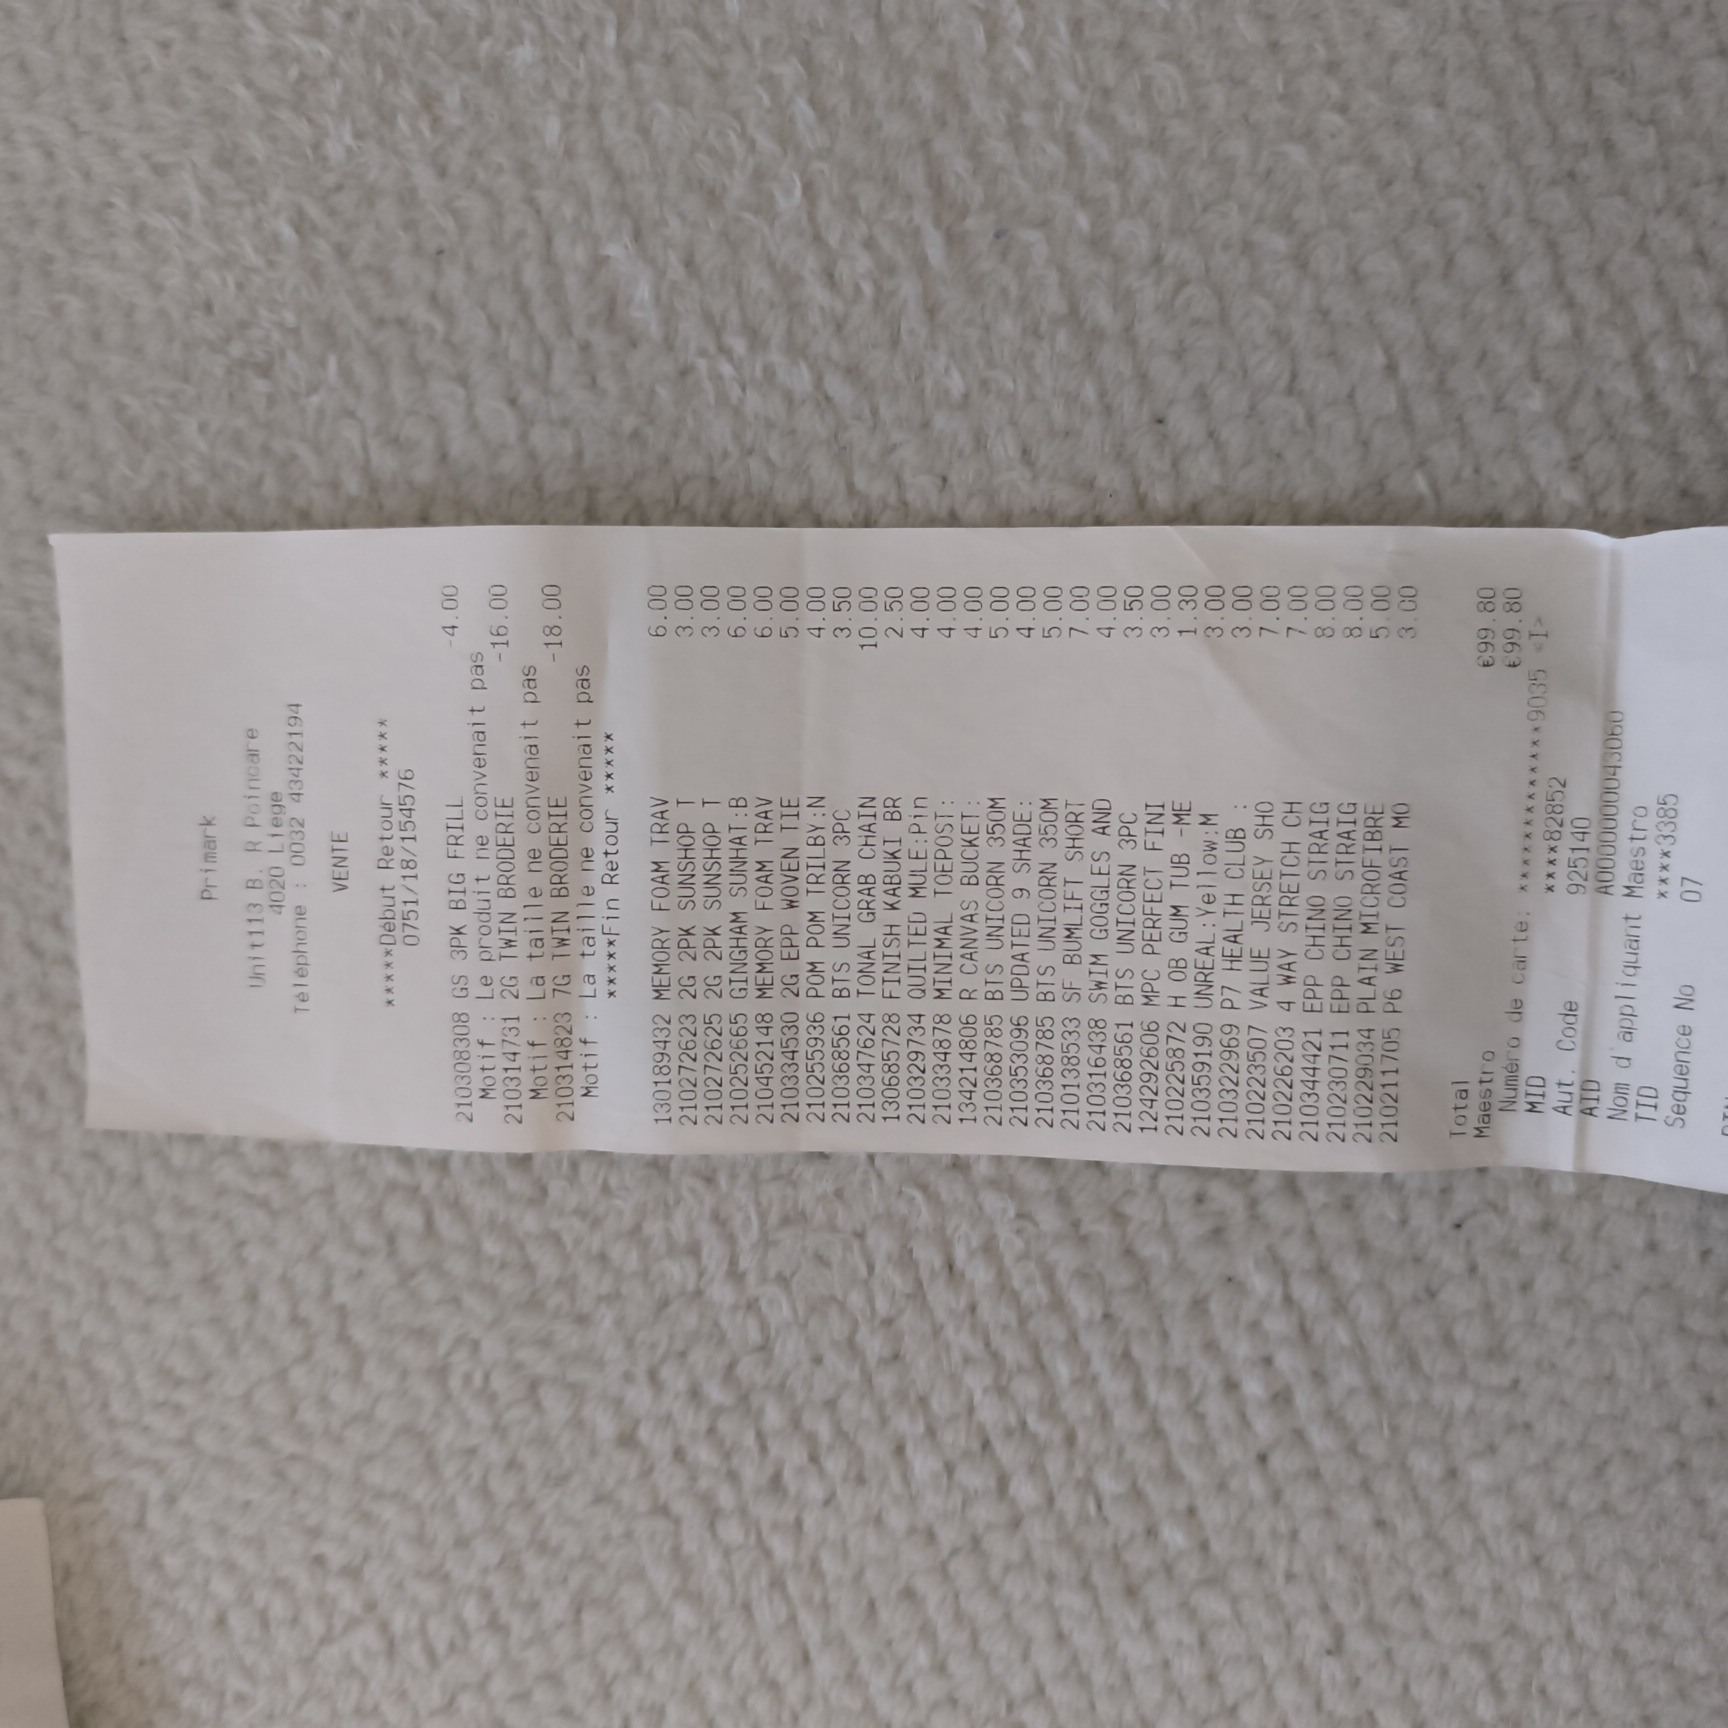 Primark
Unit113 B. R Poincare
4020 Liege
Téléphone : 0032 43422194
VENTE
*****Début Retour *****
0751/18/154576
210308308 GS 3PK BIG FRILL -4.00
Motif : Le produit ne convenait pas
210314731 2G TWIN BRODERIE -16.00
Motif : La taille ne convenait pas
210314823 7G TWIN BRODERIE -18.00
Motif : La taille ne convenait pas
*****Fin Retour *****
130189432 MEMORY FOAM TRAV 6.00
210272623 2G 2PK SUNSHOP T 3.00
210272625 2G 2PK SUNSHOP T 3.00
210252665 GINGHAM SUNHAT:B 6.00
210452148 MEMORY FOAM TRAV 6.00
210334530 2G EPP WOVEN TIE 5.00
210255936 POM POM TRILBY:N 4.00
210368561 BTS UNICORN 3PC 3.50
210347624 TONAL GRAB CHAIN 10.00
130685728 FINISH KABUKI BR 2.50
210329734 QUILTED MULE:Pin 4.00
210334878 MINIMAL TOEPOST: 4.00
134214806 R CANVAS BUCKET: 4.00
210368785 BTS UNICORN 350M 5.00
210353096 UPDATED 9 SHADE: 4.00
210368785 BTS UNICORN 350M 5.00
210138533 SF BUMLIFT SHORT 7.00
210316438 SWIM GOGGLES AND 4.00
210368561 BTS UNICORN 3PC 3.50
124292606 MPC PERFECT FINI 3.00
210225872 H OB GUM TUB -ME 1.30
210359190 UNREAL:Yellow:M 3.00
210322969 P7 HEALTH CLUB : 3.00
210223507 VALUE JERSEY SHO 7.00
210226203 4 WAY STRETCH CH 7.00
210344421 EPP CHINO STRAIG 8.00
210230711 EPP CHINO STRAIG 8.00
210229034 PLAIN MICROFIBRE 5.00
210211705 P6 WEST COAST MO 3.00
Total €99.80
Maestro €99.80
Numéro de carte: ***************9035 <I>
MID ****82852
Aut. Code 925140
AID A0000000043060
Nom d'appliquant Maestro
TID ****3385
Sequence No 07